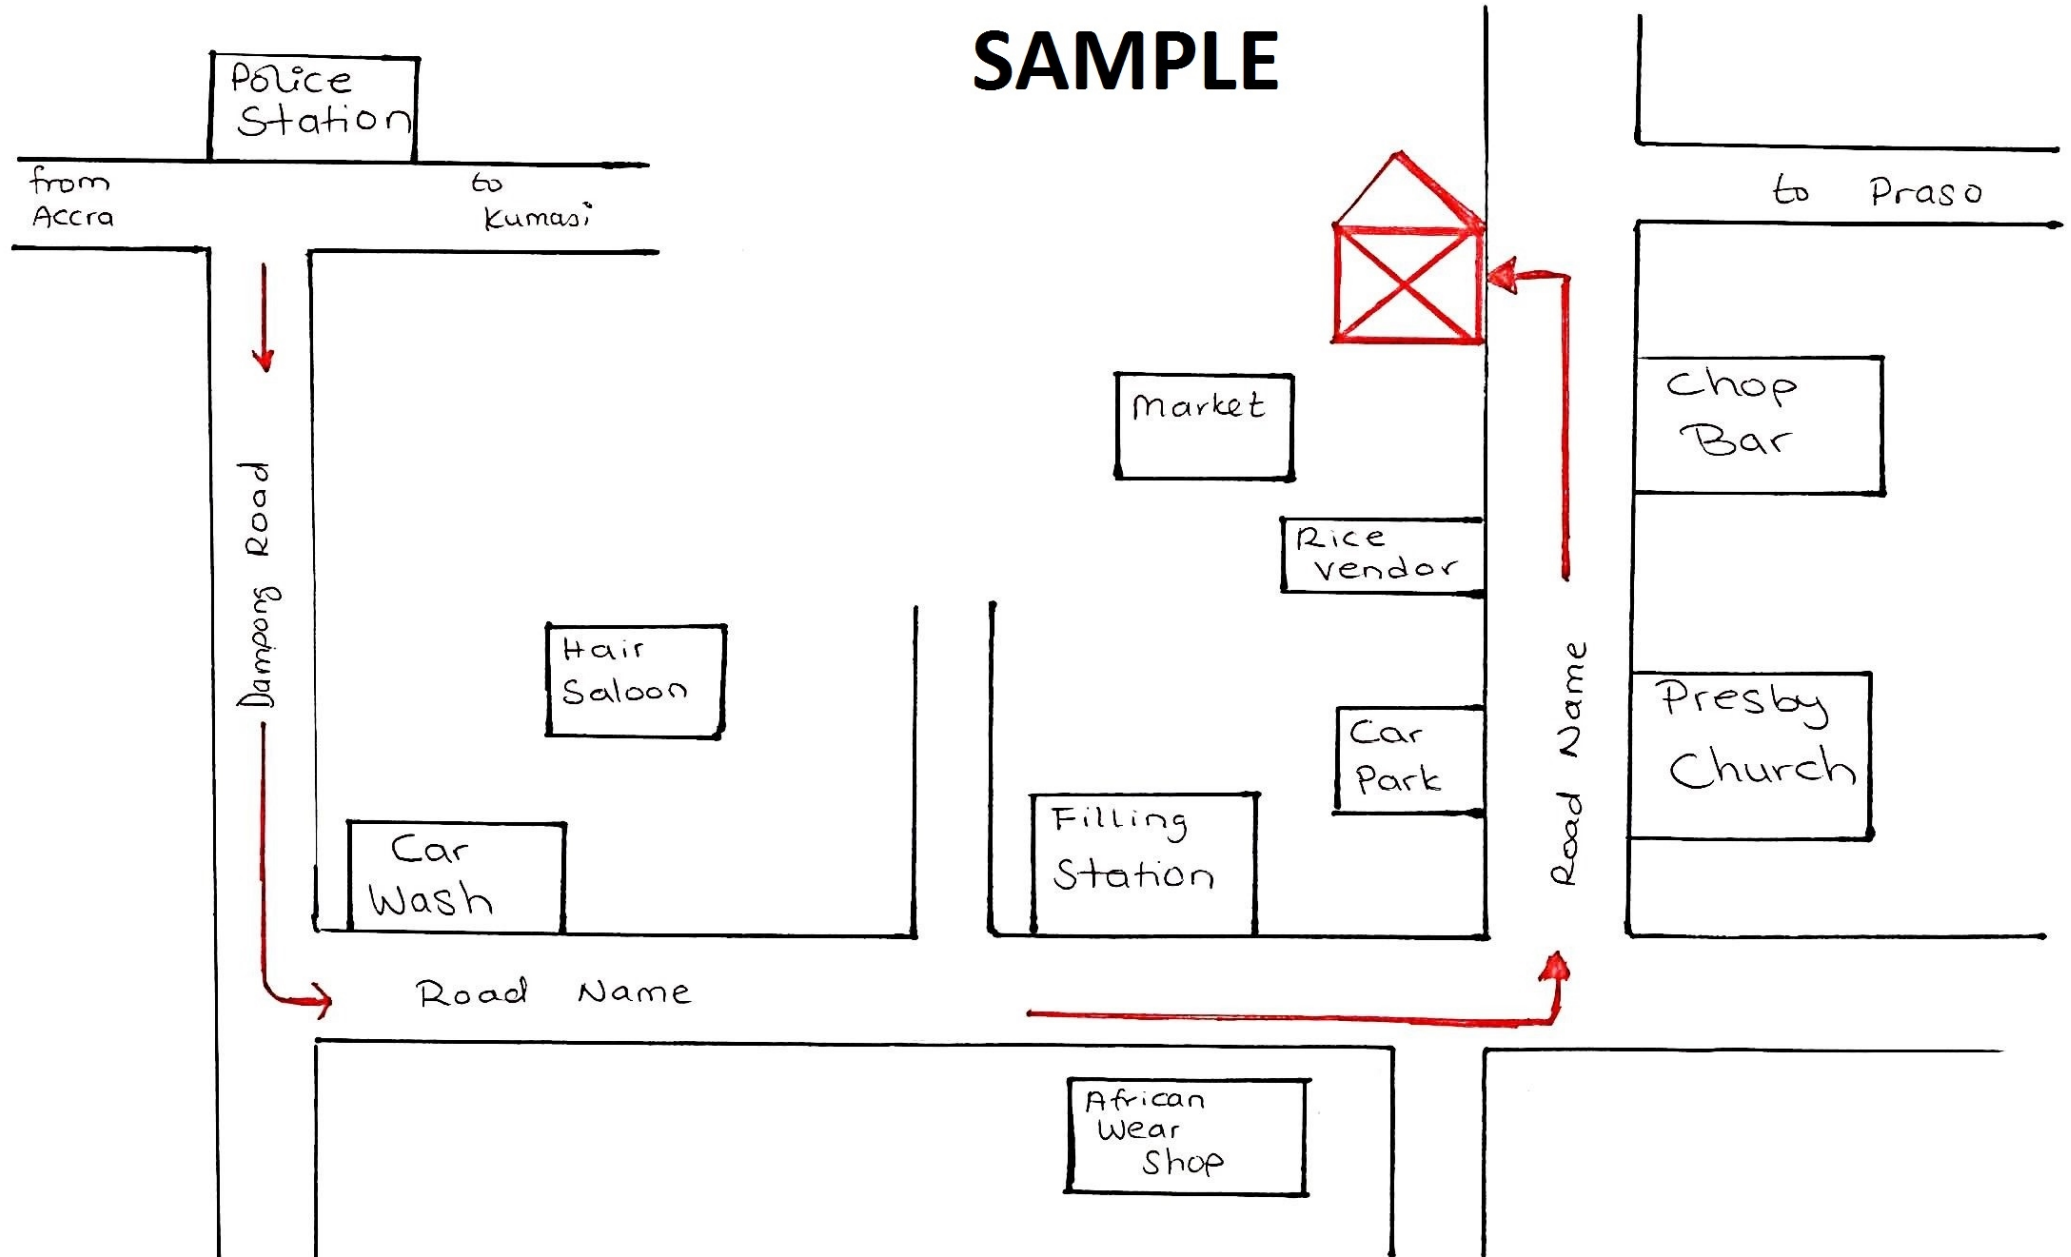 SAMPLE
Police
Station
from
Accra
to
Kumasi
to Praso
Dampong Road
Market
Chop
Bar
Rice
vendor
Hair
Saloon
Car
Park
Presby
Church
Road Name
Filling
Station
Car
Wash
Road Name
African
Wear
Shop